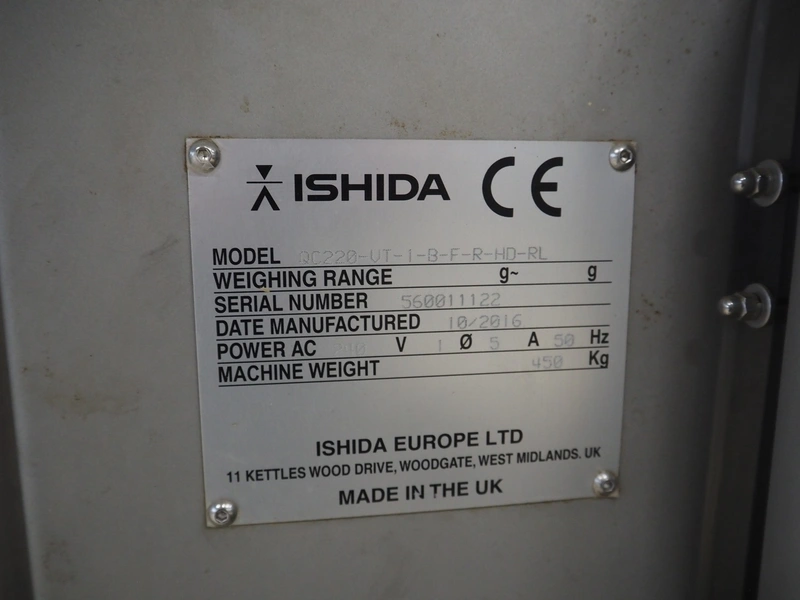 ISHIDA CE
MODEL QC220-VT-1-B-F-R-HD-RL
WEIGHING RANGE g~ g
SERIAL NUMBER 560011122
DATE MANUFACTURED 10/2016
POWER AC V 1 Ø 5 A 50 Hz
MACHINE WEIGHT 450 Kg
ISHIDA EUROPE LTD
11 KETTLES WOOD DRIVE, WOODGATE, WEST MIDLANDS. UK
MADE IN THE UK